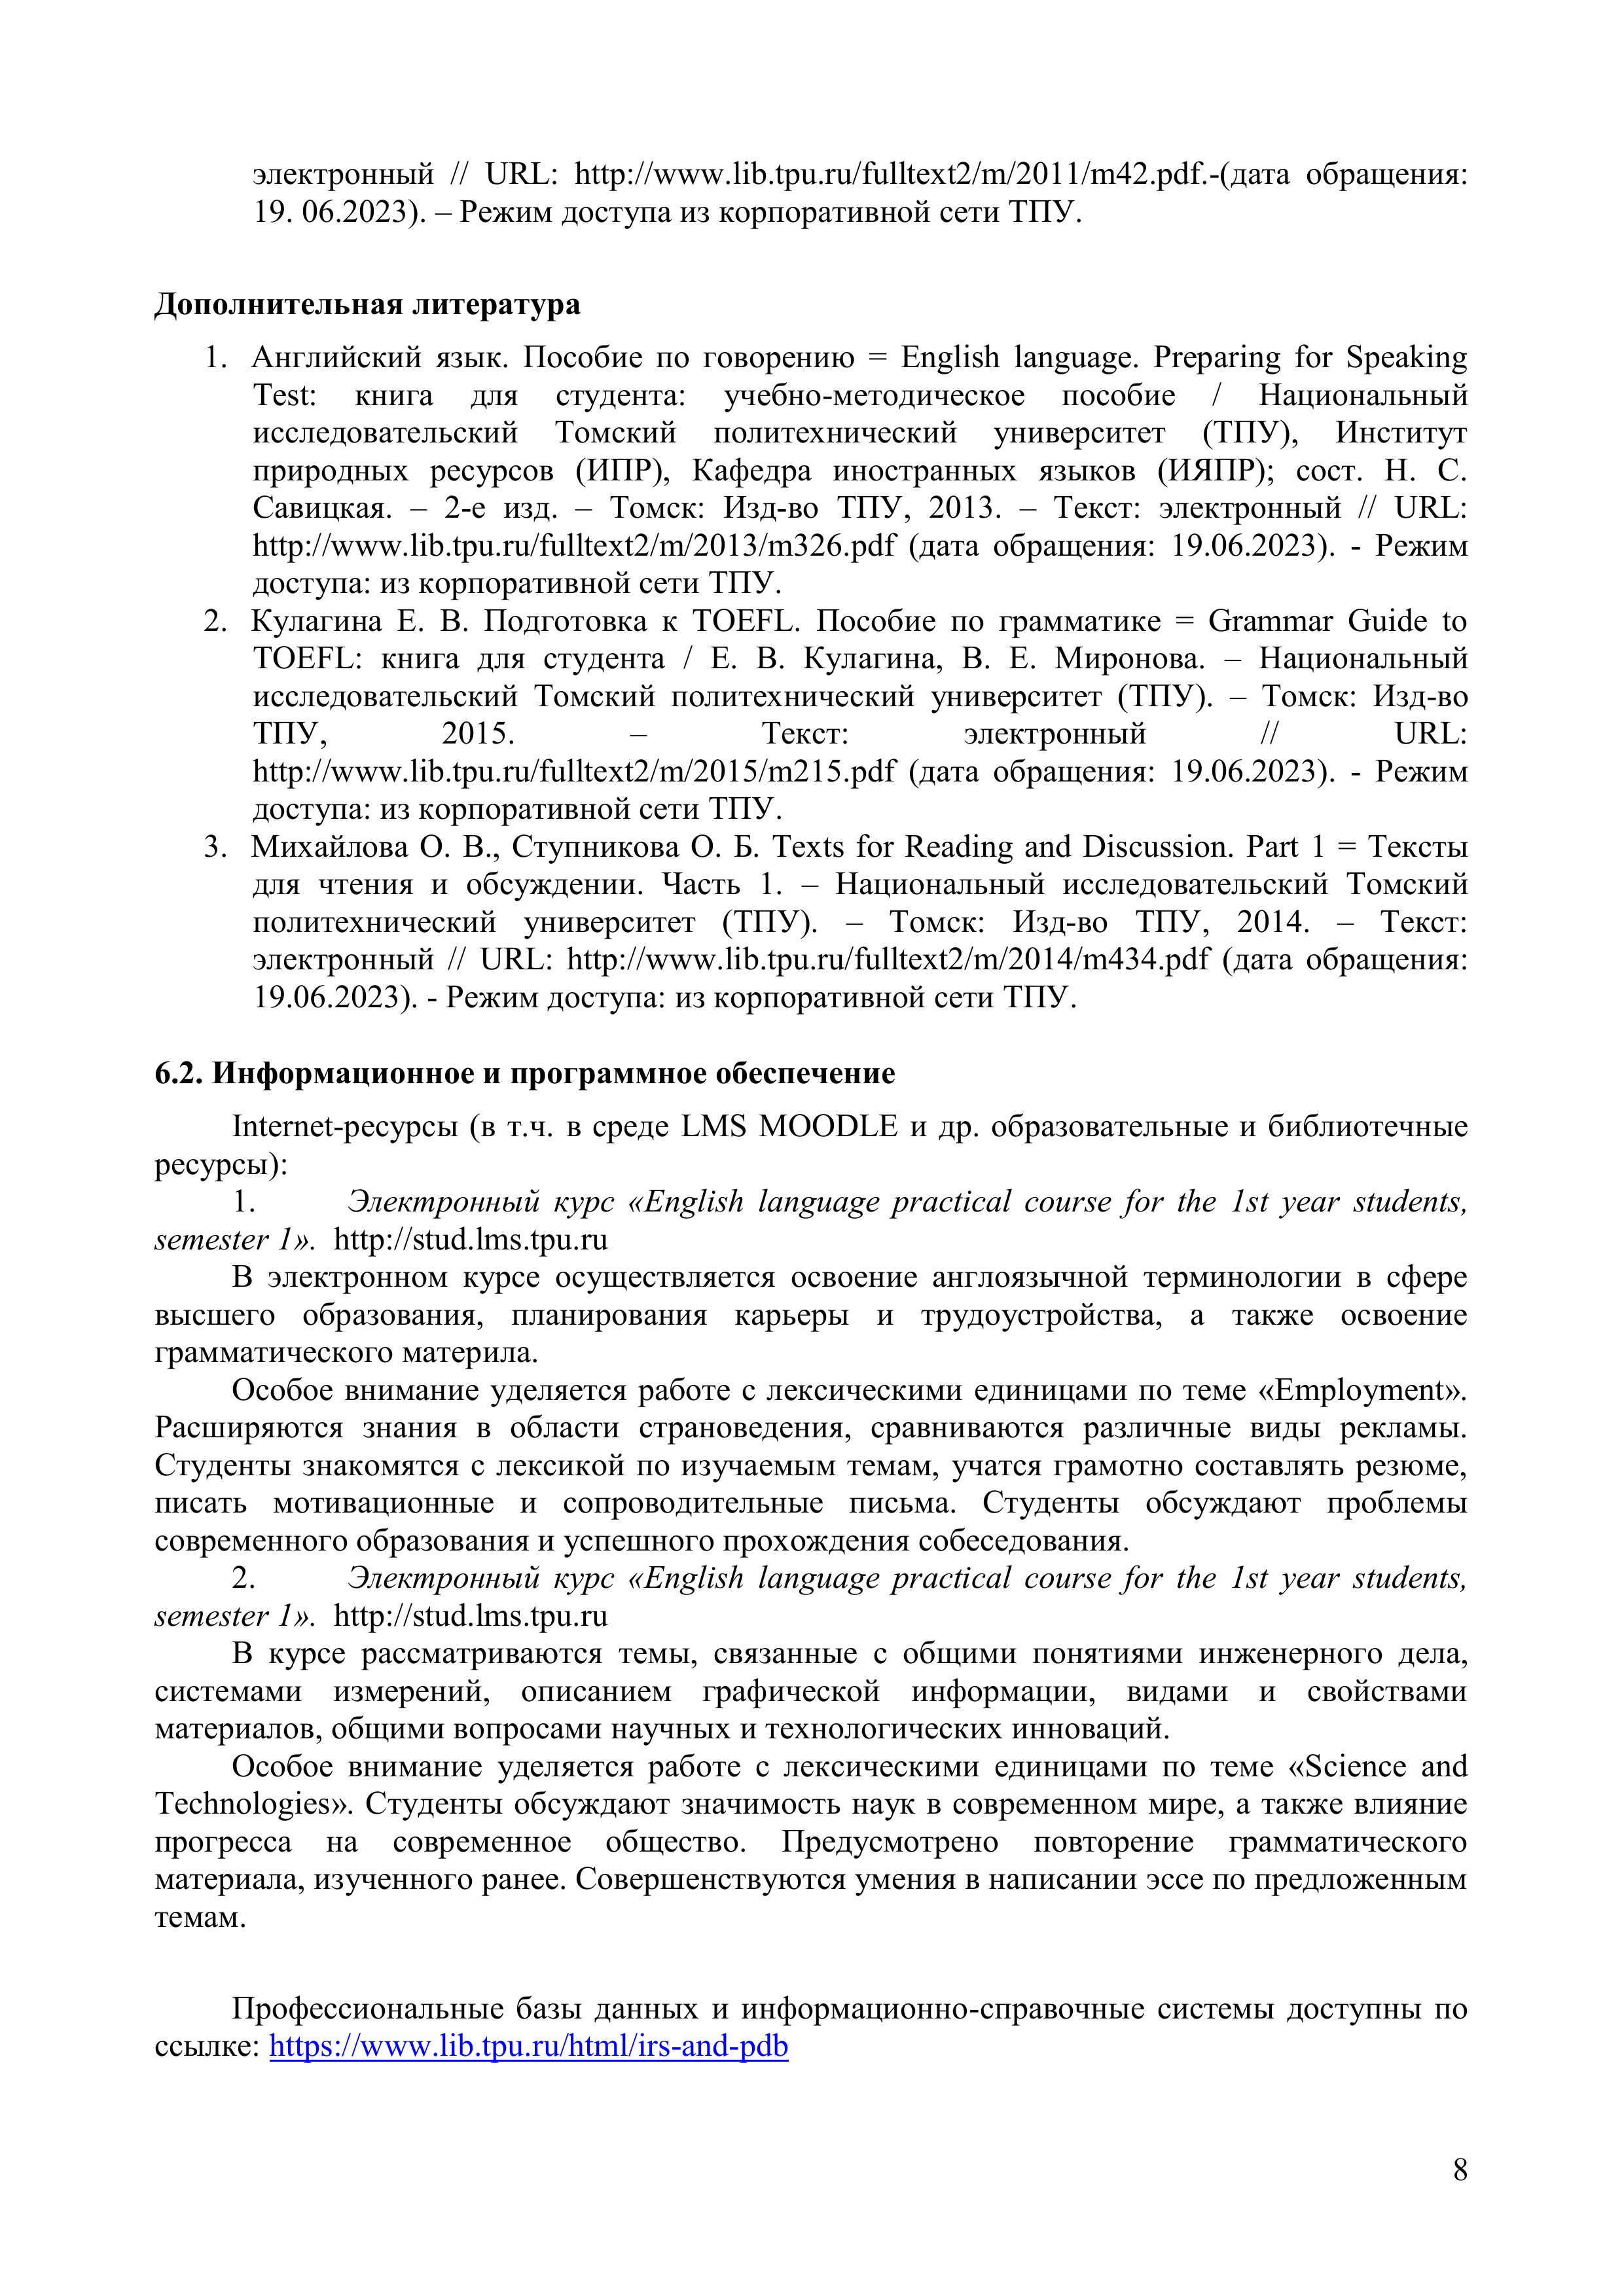 электронный // URL: http://www.lib.tpu.ru/fulltext2/m/2011/m42.pdf.-(дата обращения:
19. 06.2023). – Режим доступа из корпоративной сети ТПУ.
Дополнительная литература
1. Английский язык. Пособие по говорению = English language. Preparing for Speaking
Test: книга для студента: учебно-методическое пособие / Национальный
исследовательский Томский политехнический университет (ТПУ), Институт
природных ресурсов (ИПР), Кафедра иностранных языков (ИЯПР); сост. Н. С.
Савицкая. – 2-е изд. – Томск: Изд-во ТПУ, 2013. – Текст: электронный // URL:
http://www.lib.tpu.ru/fulltext2/m/2013/m326.pdf (дата обращения: 19.06.2023). - Режим
доступа: из корпоративной сети ТПУ.
2. Кулагина Е. В. Подготовка к TOEFL. Пособие по грамматике = Grammar Guide to
TOEFL: книга для студента / Е. В. Кулагина, В. Е. Миронова. – Национальный
исследовательский Томский политехнический университет (ТПУ). – Томск: Изд-во
ТПУ, 2015. – Текст: электронный // URL:
http://www.lib.tpu.ru/fulltext2/m/2015/m215.pdf (дата обращения: 19.06.2023). - Режим
доступа: из корпоративной сети ТПУ.
3. Михайлова О. В., Ступникова О. Б. Texts for Reading and Discussion. Part 1 = Тексты
для чтения и обсуждении. Часть 1. – Национальный исследовательский Томский
политехнический университет (ТПУ). – Томск: Изд-во ТПУ, 2014. – Текст:
электронный // URL: http://www.lib.tpu.ru/fulltext2/m/2014/m434.pdf (дата обращения:
19.06.2023). - Режим доступа: из корпоративной сети ТПУ.
6.2. Информационное и программное обеспечение
Internet-ресурсы (в т.ч. в среде LMS MOODLE и др. образовательные и библиотечные
ресурсы):
1. Электронный курс «English language practical course for the 1st year students,
semester 1». http://stud.lms.tpu.ru
В электронном курсе осуществляется освоение англоязычной терминологии в сфере
высшего образования, планирования карьеры и трудоустройства, а также освоение
грамматического материла.
Особое внимание уделяется работе с лексическими единицами по теме «Employment».
Расширяются знания в области страноведения, сравниваются различные виды рекламы.
Студенты знакомятся с лексикой по изучаемым темам, учатся грамотно составлять резюме,
писать мотивационные и сопроводительные письма. Студенты обсуждают проблемы
современного образования и успешного прохождения собеседования.
2. Электронный курс «English language practical course for the 1st year students,
semester 1». http://stud.lms.tpu.ru
В курсе рассматриваются темы, связанные с общими понятиями инженерного дела,
системами измерений, описанием графической информации, видами и свойствами
материалов, общими вопросами научных и технологических инноваций.
Особое внимание уделяется работе с лексическими единицами по теме «Science and
Technologies». Студенты обсуждают значимость наук в современном мире, а также влияние
прогресса на современное общество. Предусмотрено повторение грамматического
материала, изученного ранее. Совершенствуются умения в написании эссе по предложенным
темам.
Профессиональные базы данных и информационно-справочные системы доступны по
ссылке: https://www.lib.tpu.ru/html/irs-and-pdb
8